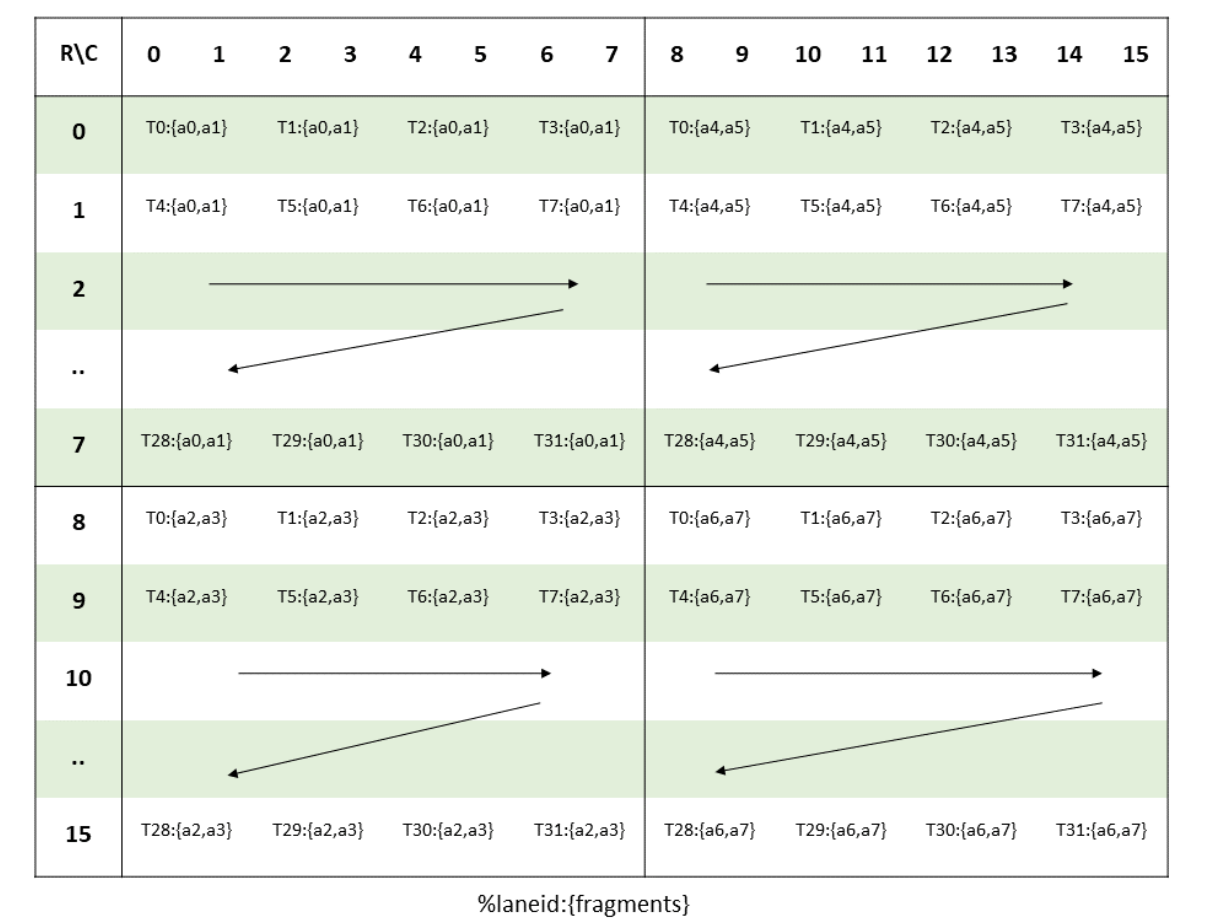 R\C 0 1 2 3 4 5 6 7 8 9 10 11 12 13 14 15
0 T0:{a0,a1} T1:{a0,a1} T2:{a0,a1} T3:{a0,a1} T0:{a4,a5} T1:{a4,a5} T2:{a4,a5} T3:{a4,a5}
1 T4:{a0,a1} T5:{a0,a1} T6:{a0,a1} T7:{a0,a1} T4:{a4,a5} T5:{a4,a5} T6:{a4,a5} T7:{a4,a5}
2
..
7 T28:{a0,a1} T29:{a0,a1} T30:{a0,a1} T31:{a0,a1} T28:{a4,a5} T29:{a4,a5} T30:{a4,a5} T31:{a4,a5}
8 T0:{a2,a3} T1:{a2,a3} T2:{a2,a3} T3:{a2,a3} T0:{a6,a7} T1:{a6,a7} T2:{a6,a7} T3:{a6,a7}
9 T4:{a2,a3} T5:{a2,a3} T6:{a2,a3} T7:{a2,a3} T4:{a6,a7} T5:{a6,a7} T6:{a6,a7} T7:{a6,a7}
10
..
15 T28:{a2,a3} T29:{a2,a3} T30:{a2,a3} T31:{a2,a3} T28:{a6,a7} T29:{a6,a7} T30:{a6,a7} T31:{a6,a7}
%laneid:{fragments}